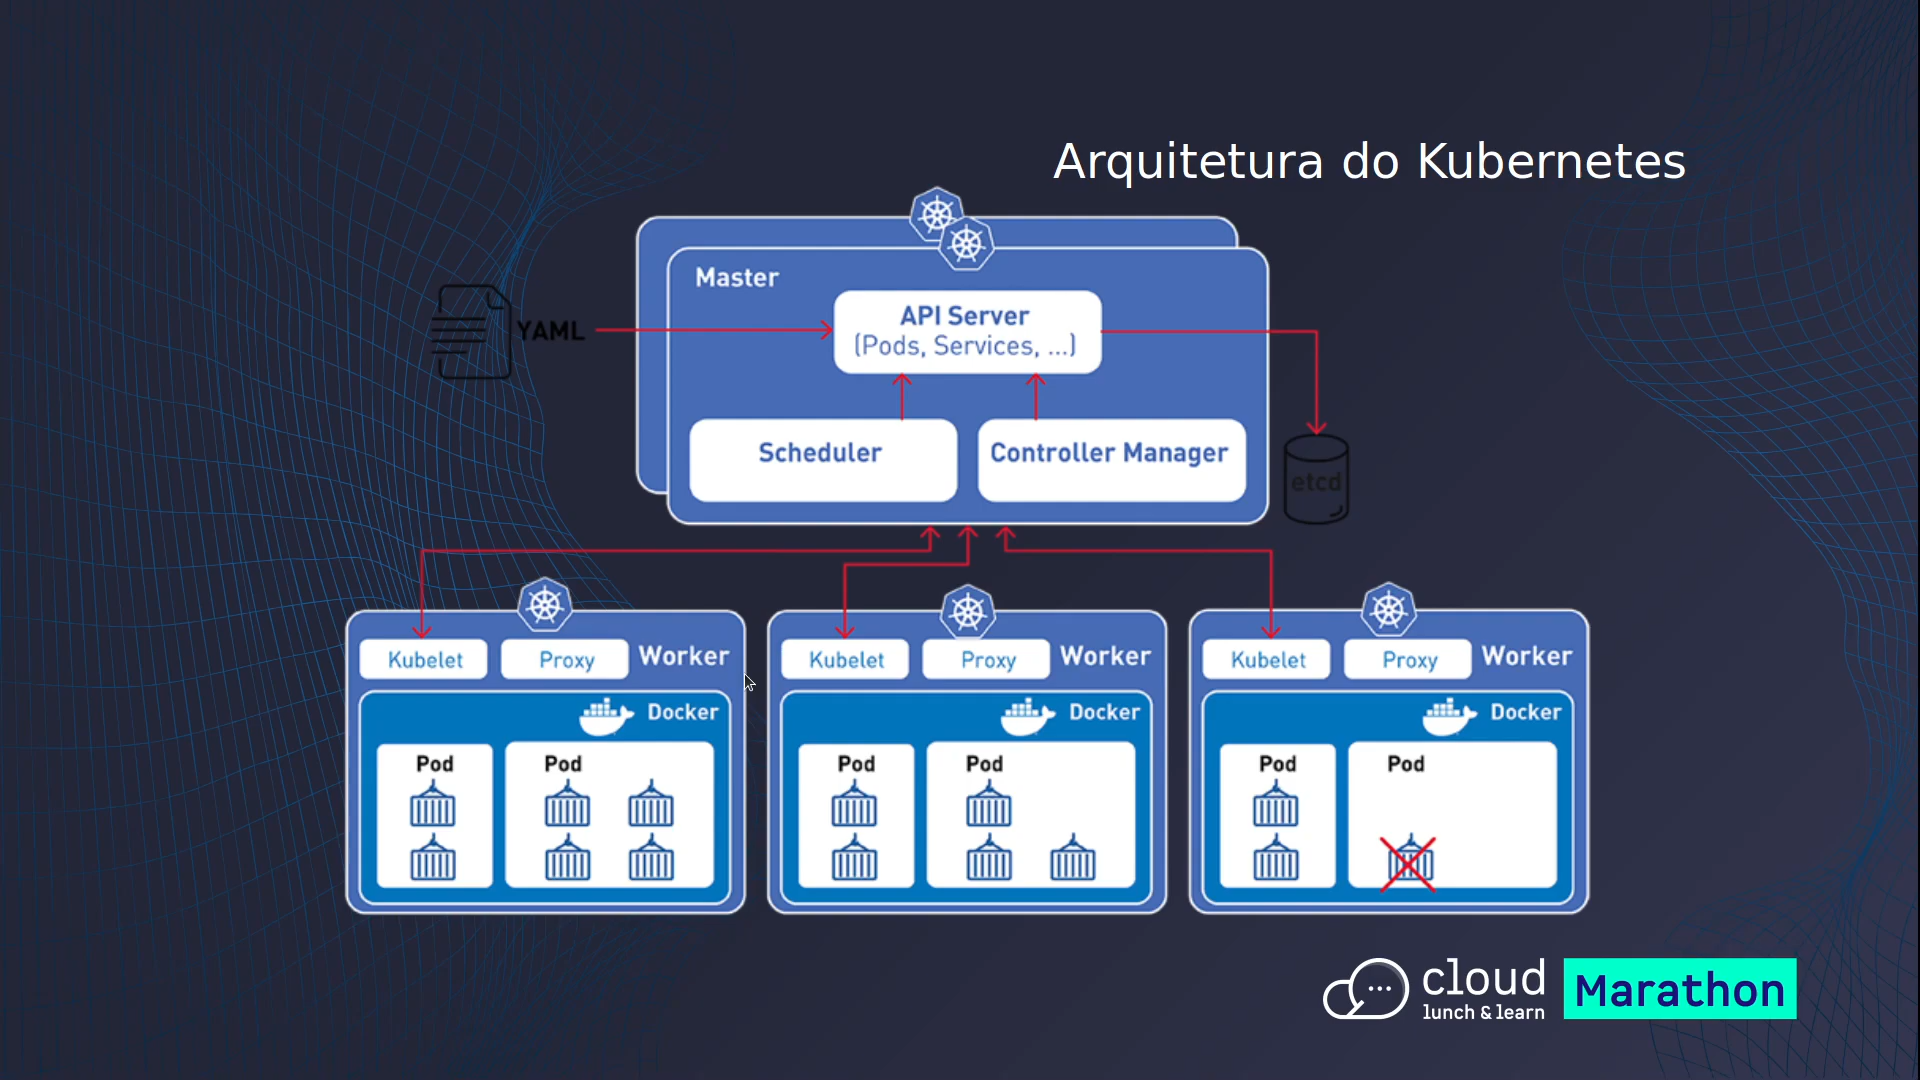 Arquitetura do Kubernetes
Master
YAML
API Server
(Pods, Services, ...)
Scheduler
Controller Manager
etcd
Kubelet
Proxy
Worker
Docker
Pod
Pod
Kubelet
Proxy
Worker
Docker
Pod
Pod
Kubelet
Proxy
Worker
Docker
Pod
Pod
cloud
lunch & learn
Marathon